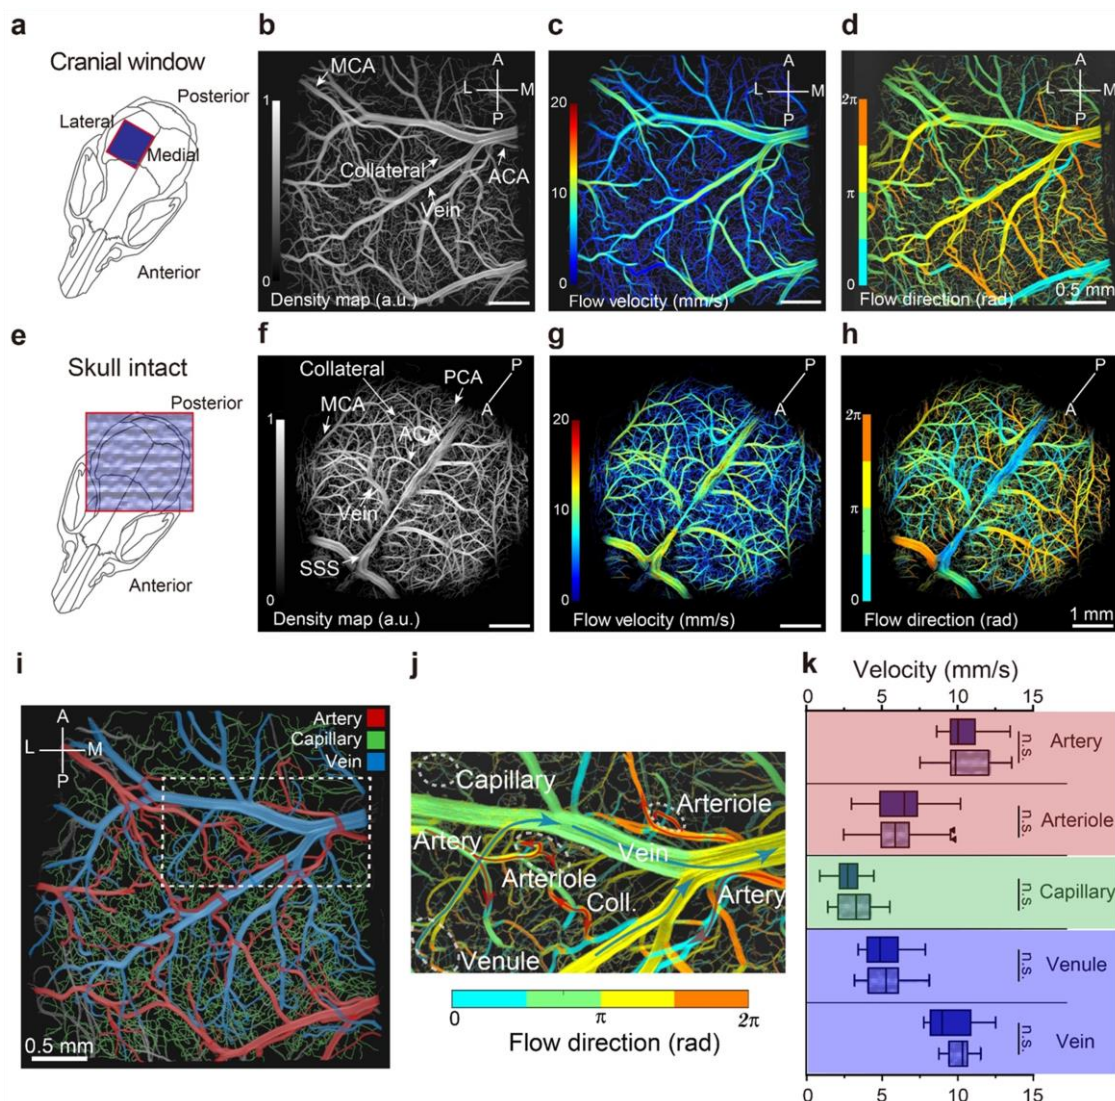 a
Cranial window
Posterior
Lateral
Medial
Anterior
b
MCA
A
L
M
P
1
Collateral
ACA
Vein
0
Density map (a.u.)
c
A
L
M
P
20
10
0
Flow velocity (mm/s)
d
A
L
M
P
2π
π
0
Flow direction (rad)
0.5 mm
e
Skull intact
Posterior
Anterior
f
Collateral
PCA
P
MCA
A
1
ACA
Vein
SSS
0
Density map (a.u.)
g
P
A
20
10
0
Flow velocity (mm/s)
h
P
A
2π
π
0
Flow direction (rad)
1 mm
i
A
L
M
P
Artery
Capillary
Vein
0.5 mm
j
Capillary
Arteriole
Artery
Vein
Arteriole
Coll.
Artery
Venule
0
π
2π
Flow direction (rad)
k
Velocity (mm/s)
0 5 10 15
n.s. Artery
n.s. Arteriole
n.s. Capillary
n.s. Venule
n.s. Vein
0 5 10 15